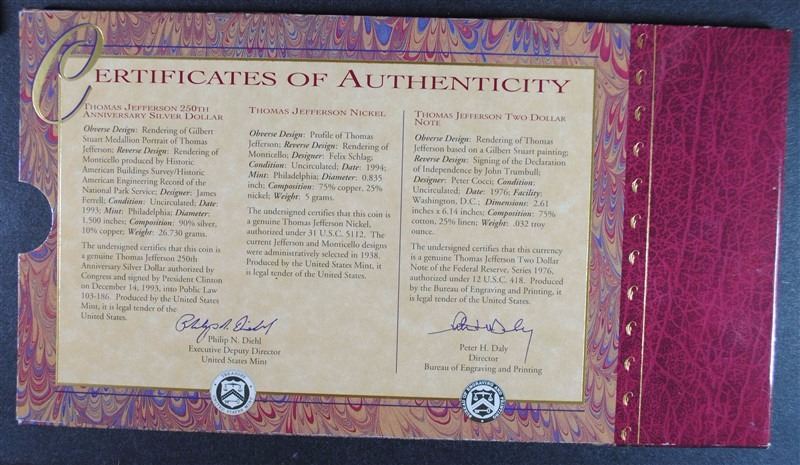 CERTIFICATES OF AUTHENTICITY
THOMAS JEFFERSON 250TH
ANNIVERSARY SILVER DOLLAR
Obverse Design: Rendering of Gilbert
Stuart Medallion Portrait of Thomas
Jefferson; Reverse Design: Rendering of
Monticello produced by Historic
American Buildings Survey/Historic
American Engineering Record of the
National Park Service; Designer: James
Ferrell; Condition: Uncirculated; Date:
1993; Mint: Philadelphia; Diameter:
1.500 inches; Composition: 90% silver,
10% copper; Weight: 26.730 grams.
The undersigned certifies that this coin is
a genuine Thomas Jefferson 250th
Anniversary Silver Dollar authorized by
Congress and signed by President Clinton
on December 14, 1993, into Public Law
103-186. Produced by the United States
Mint, it is legal tender of the
United States.
THOMAS JEFFERSON NICKEL
Obverse Design: Profile of Thomas
Jefferson; Reverse Design: Rendering of
Monticello; Designer: Felix Schlag;
Condition: Uncirculated; Date: 1994;
Mint: Philadelphia; Diameter: 0.835
inch; Composition: 75% copper, 25%
nickel; Weight: 5 grams.
The undersigned certifies that this coin is
a genuine Thomas Jefferson Nickel,
authorized under 31 U.S.C. 5112. The
current Jefferson and Monticello designs
were administratively selected in 1938.
Produced by the United States Mint, it
is legal tender of the United States.
Philip N. Diehl
Philip N. Diehl
Executive Deputy Director
United States Mint
THOMAS JEFFERSON TWO DOLLAR
NOTE
Obverse Design: Rendering of Thomas
Jefferson based on a Gilbert Stuart painting;
Reverse Design: Signing of the Declaration
of Independence by John Trumbull;
Designer: Peter Cocci; Condition:
Uncirculated; Date: 1976; Facility:
Washington, D.C.; Dimensions: 2.61
inches x 6.14 inches; Composition: 75%
cotton, 25% linen; Weight: .032 troy
ounce.
The undersigned certifies that this currency
is a genuine Thomas Jefferson Two Dollar
Note of the Federal Reserve, Series 1976,
authorized under 12 U.S.C. 418. Produced
by the Bureau of Engraving and Printing, it
is legal tender of the United States.
Peter H. Daly
Director
Bureau of Engraving and Printing